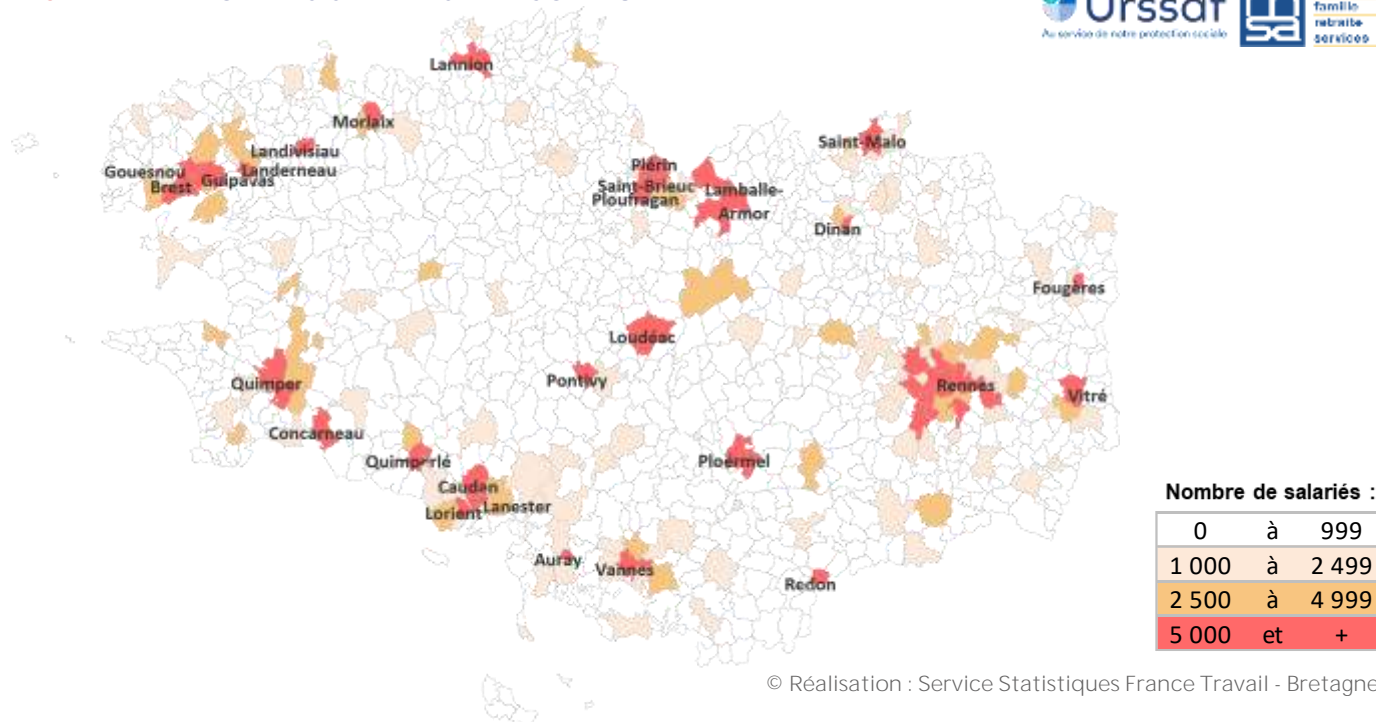 Urssaf
Au service de notre protection sociale
famille
retraite
services
Lannion
Morlaix
Landivisiau
Landerneau
Gouesnou
Brest
Guipavas
Saint-Malo
Plérin
Saint-Brieuc
Ploufragan
Lamballe-
Armor
Dinan
Fougères
Loudéac
Quimper
Pontivy
Rennes
Vitré
Concarneau
Quimperlé
Ploërmel
Caudan
Lorient
Lanester
Auray
Vannes
Redon
Nombre de salariés :
0 à 999
1 000 à 2 499
2 500 à 4 999
5 000 et +
© Réalisation : Service Statistiques France Travail - Bretagne